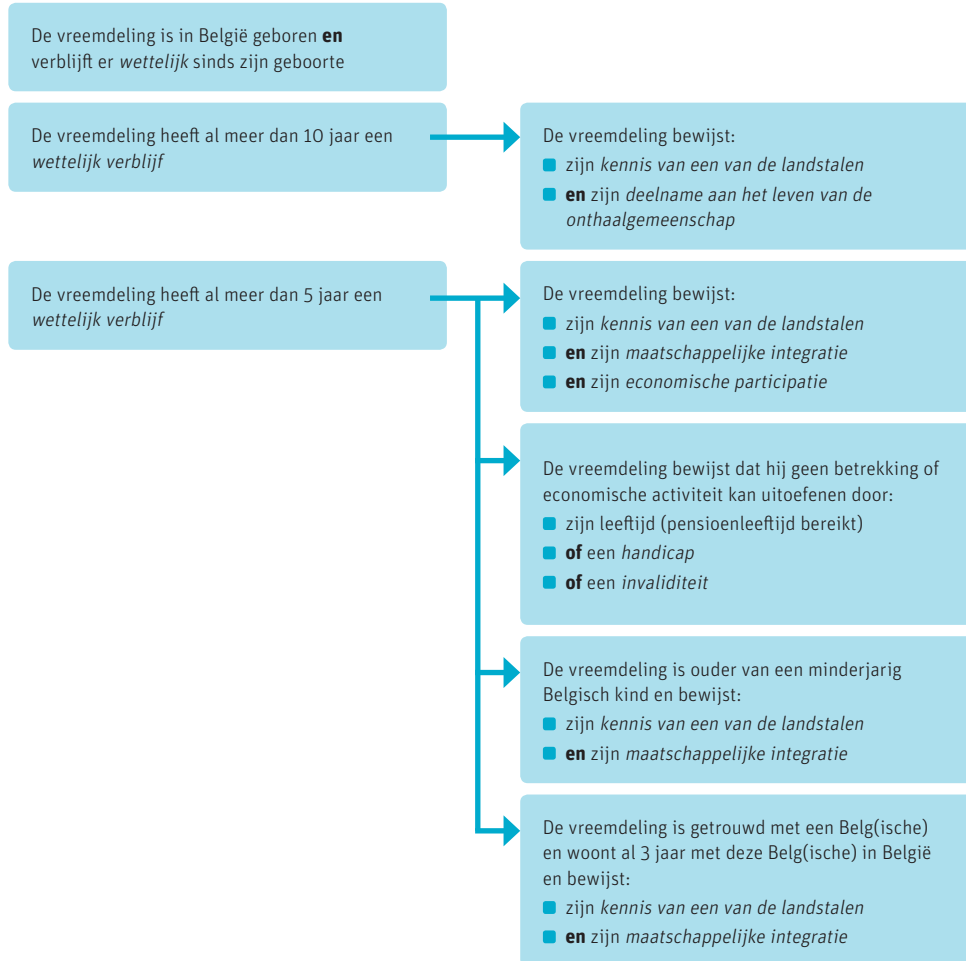 De vreemdeling is in België geboren en
verblijft er wettelijk sinds zijn geboorte
De vreemdeling heeft al meer dan 10 jaar een
wettelijk verblijf
De vreemdeling bewijst:
zijn kennis van een van de landstalen
en zijn deelname aan het leven van de
onthaalgemeenschap
De vreemdeling heeft al meer dan 5 jaar een
wettelijk verblijf
De vreemdeling bewijst:
zijn kennis van een van de landstalen
en zijn maatschappelijke integratie
en zijn economische participatie
De vreemdeling bewijst dat hij geen betrekking of
economische activiteit kan uitoefenen door:
zijn leeftijd (pensioenleeftijd bereikt)
of een handicap
of een invaliditeit
De vreemdeling is ouder van een minderjarig
Belgisch kind en bewijst:
zijn kennis van een van de landstalen
en zijn maatschappelijke integratie
De vreemdeling is getrouwd met een Belg(ische)
en woont al 3 jaar met deze Belg(ische) in België
en bewijst:
zijn kennis van een van de landstalen
en zijn maatschappelijke integratie